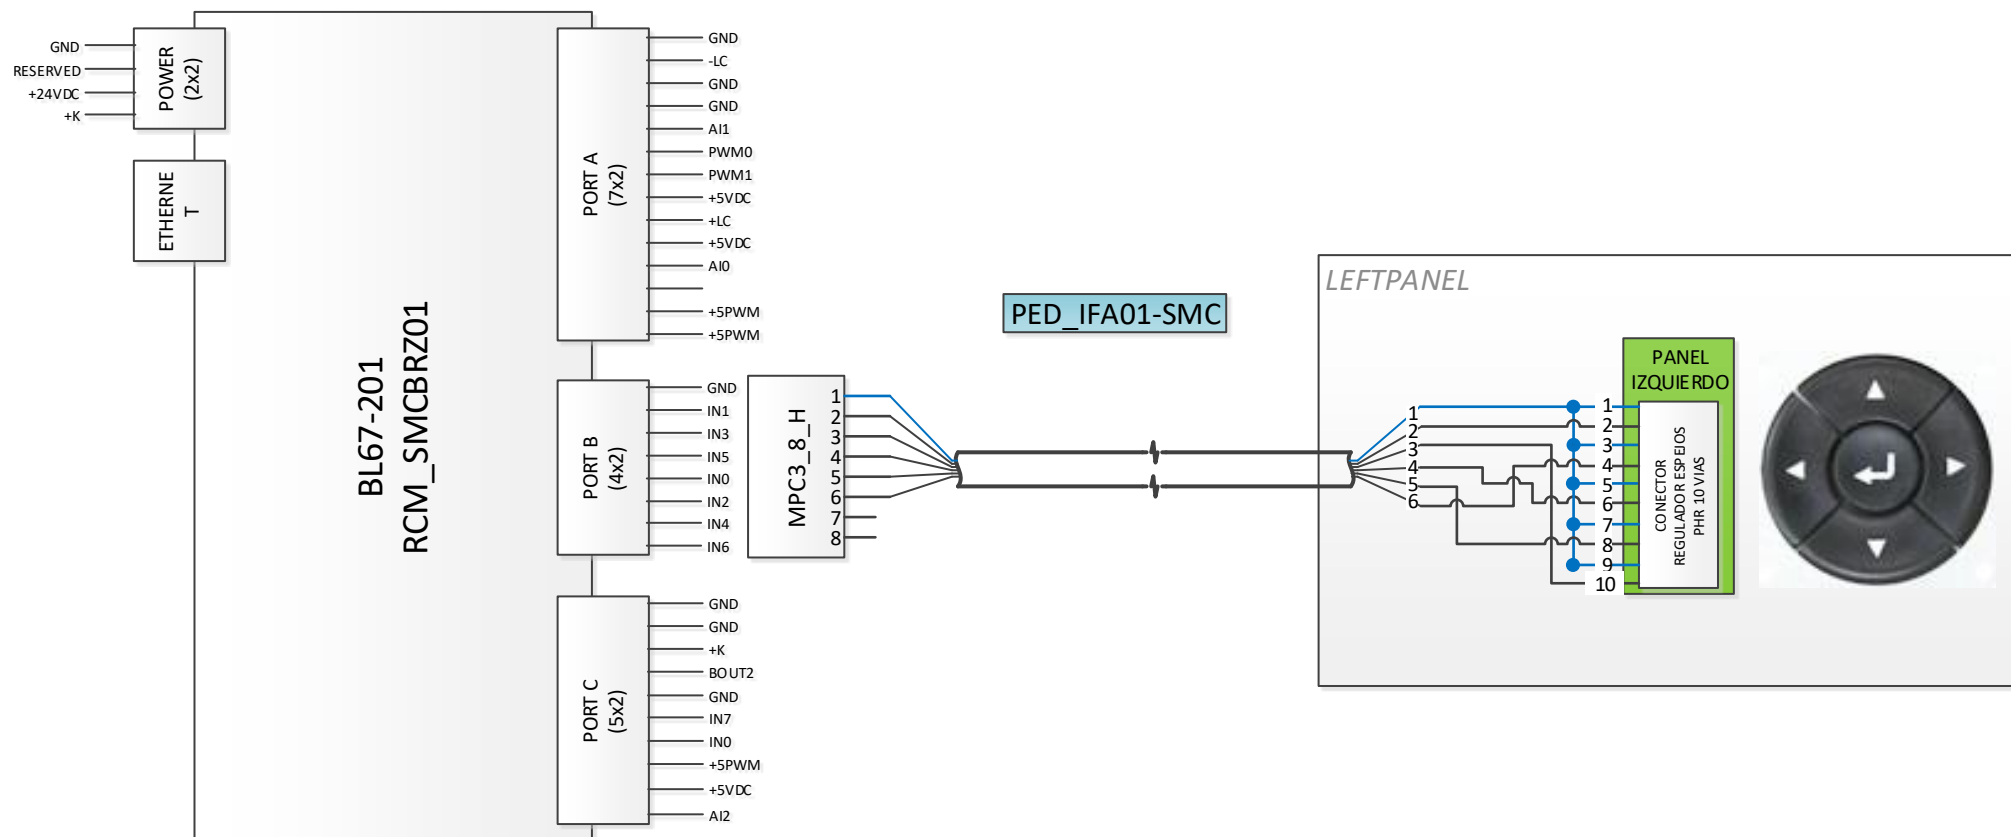 GND
RESERVED
+24VDC
+K
POWER
(2x2)
ETHERNE
T
BL67-201
RCM_SMCBRZ01
PORT A
(7x2)
GND
-LC
GND
GND
AI1
PWM0
PWM1
+5VDC
+LC
+5VDC
AI0
+5PWM
+5PWM
PORT B
(4x2)
GND
IN1
IN3
IN5
IN0
IN2
IN4
IN6
PORT C
(5x2)
GND
GND
+K
BOUT2
GND
IN7
IN0
+5PWM
+5VDC
AI2
MPC3_8_H
1
2
3
4
5
6
7
8
PED_IFA01-SMC
LEFTPANEL
1
2
3
4
5
6
PANEL
IZQUIERDO
1
2
3
4
5
6
7
8
9
10
CONECTOR
REGULADOR ESPEJOS
PHR 10 VIAS